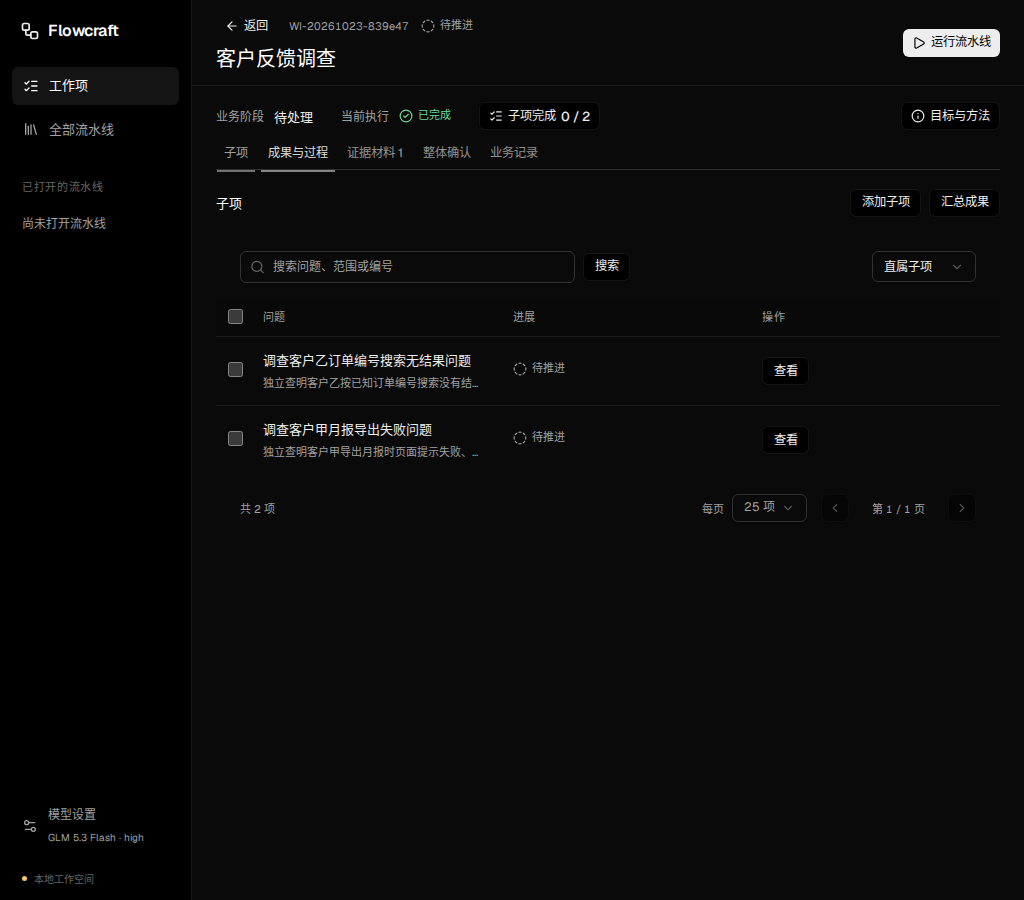 Flowcraft
工作项
全部流水线
已打开的流水线
尚未打开流水线
模型设置
GLM 5.3 Flash · high
本地工作空间
返回
WI-20261023-839e47
待推进
客户反馈调查
运行流水线
业务阶段 待处理
当前执行 已完成
子项完成 0 / 2
目标与方法
子项
成果与过程
证据材料 1
整体确认
业务记录
子项
添加子项
汇总成果
搜索问题、范围或编号
搜索
直属子项
问题
进展
操作
调查客户乙订单编号搜索无结果问题
独立查明客户乙按已知订单编号搜索没有结...
待推进
查看
调查客户甲月报导出失败问题
独立查明客户甲导出月报时页面提示失败、...
待推进
查看
共 2 项
每页
25 项
第 1 / 1 页